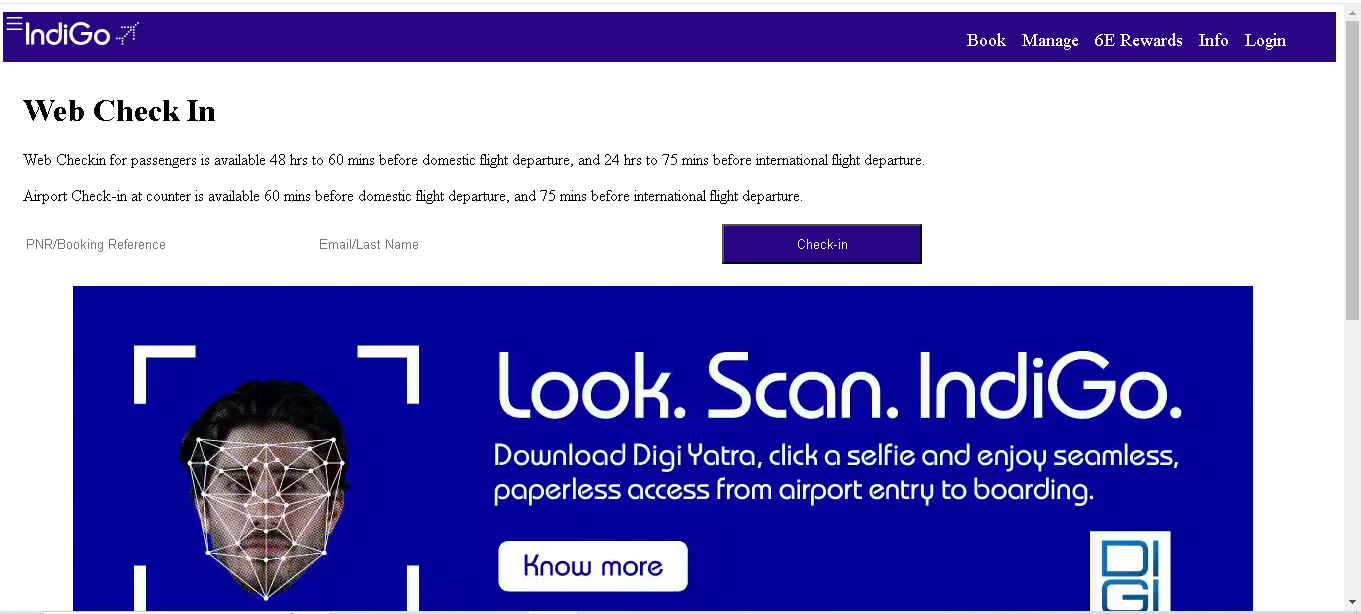 IndiGo
Book Manage 6E Rewards Info Login
Web Check In
Web Checkin for passengers is available 48 hrs to 60 mins before domestic flight departure, and 24 hrs to 75 mins before international flight departure.
Airport Check-in at counter is available 60 mins before domestic flight departure, and 75 mins before international flight departure.
PNR/Booking Reference Email/Last Name Check-in
Look. Scan. IndiGo.
Download Digi Yatra, click a selfie and enjoy seamless,
paperless access from airport entry to boarding.
Know more
DI
GI